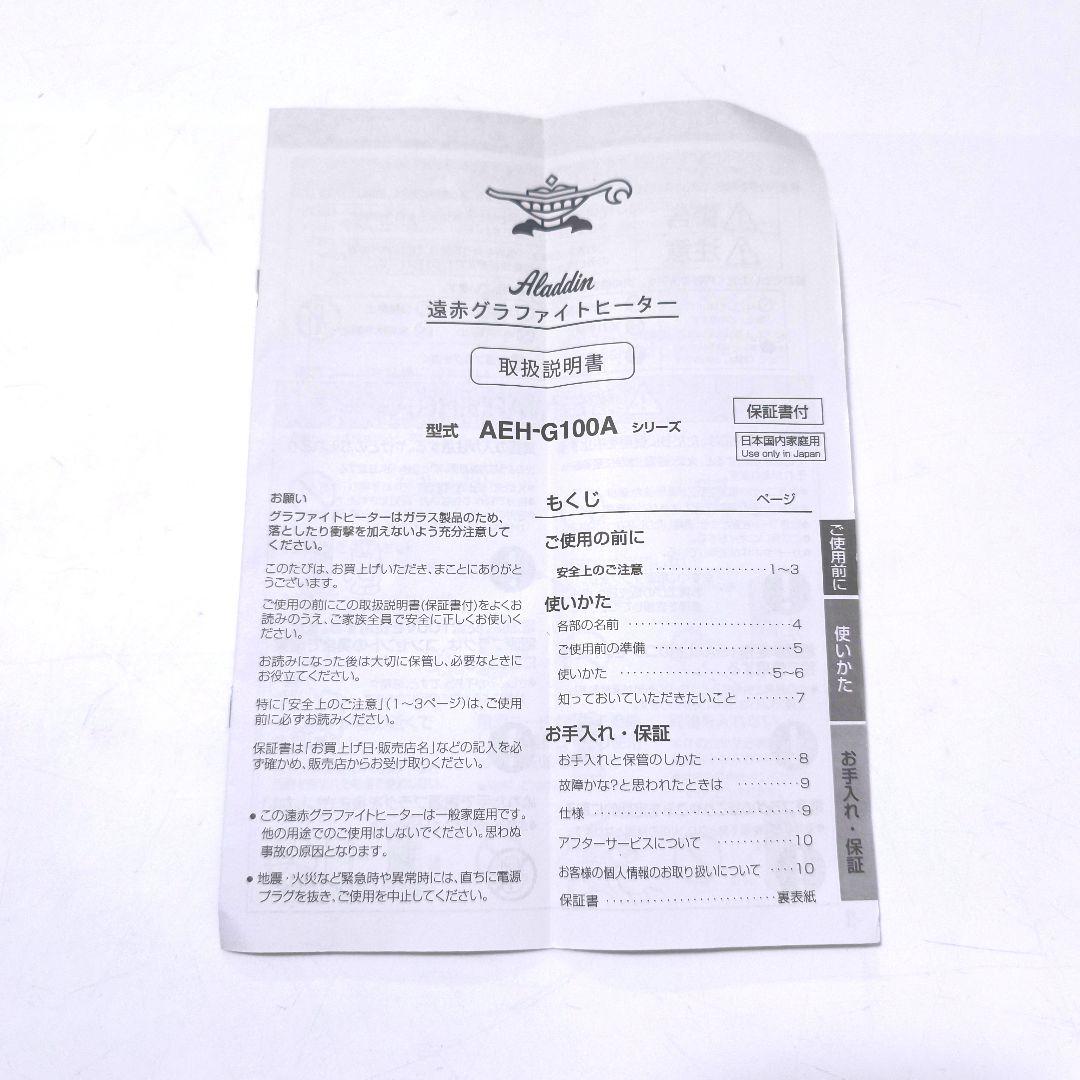 Aladdin
遠赤グラファイトヒーター
取扱説明書
型式 AEH-G100A シリーズ
保証書付
日本国内家庭用
Use only in Japan
お願い
グラファイトヒーターはガラス製品のため、
落としたり衝撃を加えないよう充分注意して
ください。
このたびは、お買上げいただき、まことにありがと
うございます。
ご使用の前にこの取扱説明書(保証書付)をよくお
読みのうえ、ご家族全員で安全に正しくお使いく
ださい。
お読みになった後は大切に保管し、必要なときに
お役立てください。
特に「安全上のご注意」(1〜3ページ)は、ご使用
前に必ずお読みください。
保証書は「お買上げ日・販売店名」などの記入を必
ず確かめ、販売店からお受け取りください。
● この遠赤グラファイトヒーターは一般家庭用です。
他の用途でのご使用はしないでください。思わぬ
事故の原因となります。
● 地震・火災など緊急時や異常時には、直ちに電源
プラグを抜き、ご使用を中止してください。
もくじ ページ
ご使用の前に
安全上のご注意 ··················· 1〜3
使いかた
各部の名前 ························· 4
ご使用前の準備 ····················· 5
使いかた ························ 5〜6
知っておいていただきたいこと ········ 7
お手入れ・保証
お手入れと保管のしかた ············· 8
故障かな?と思われたときは ·········· 9
仕様 ······························· 9
アフターサービスについて ············ 10
お客様の個人情報のお取り扱いについて ···· 10
保証書 ·························· 裏表紙
ご使用前に
使いかた
お手入れ・保証